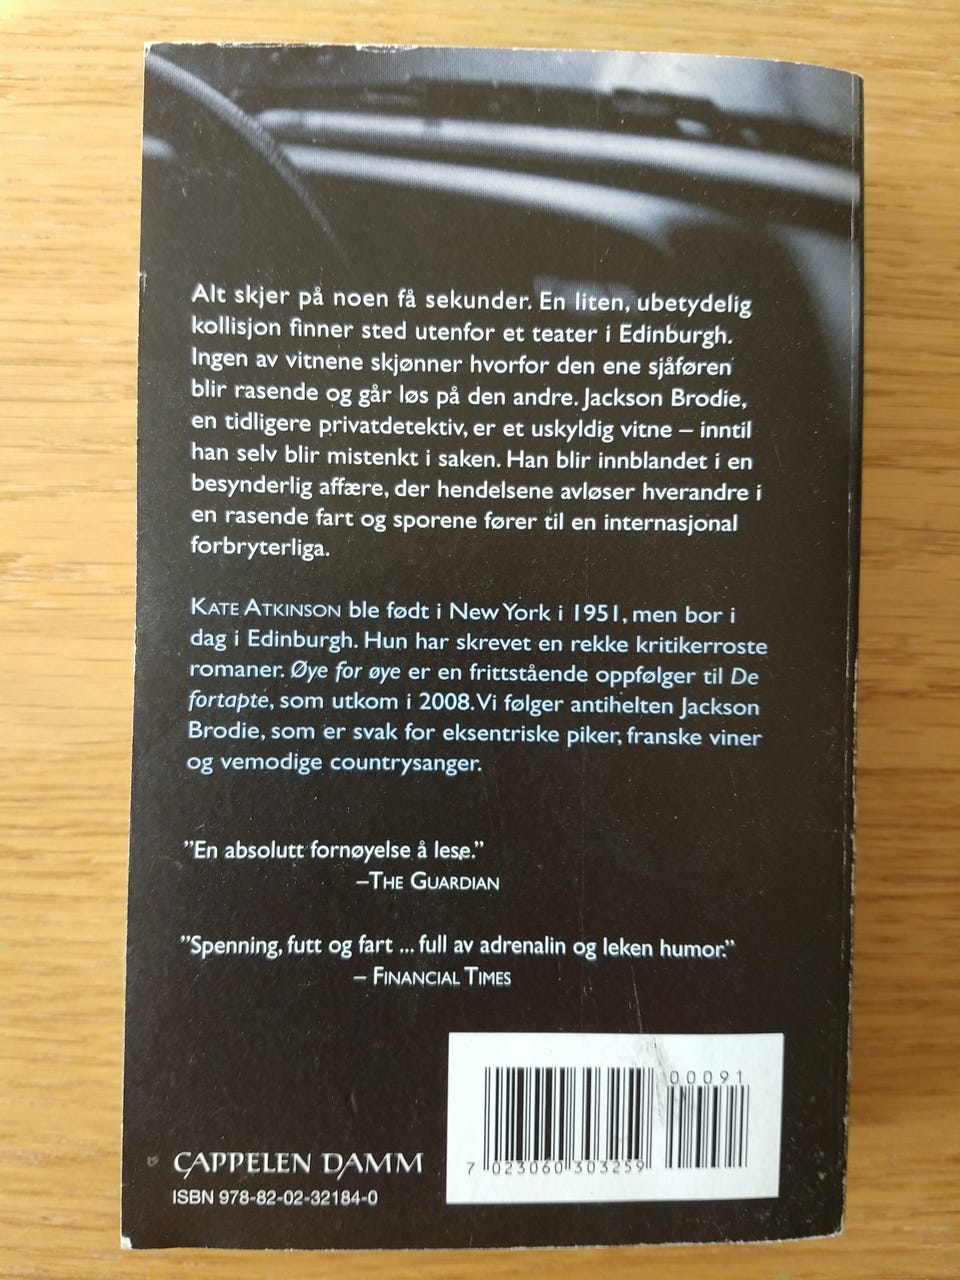 Alt skjer på noen få sekunder. En liten, ubetydelig
kollisjon finner sted utenfor et teater i Edinburgh.
Ingen av vitnene skjønner hvorfor den ene sjåføren
blir rasende og går løs på den andre. Jackson Brodie,
en tidligere privatdetektiv, er et uskyldig vitne – inntil
han selv blir mistenkt i saken. Han blir innblandet i en
besynderlig affære, der hendelsene avløser hverandre i
en rasende fart og sporene fører til en internasjonal
forbryterliga.
KATE ATKINSON ble født i New York i 1951, men bor i
dag i Edinburgh. Hun har skrevet en rekke kritikerroste
romaner. Øye for øye er en frittstående oppfølger til De
fortapte, som utkom i 2008. Vi følger antihelten Jackson
Brodie, som er svak for eksentriske piker, franske viner
og vemodige countrysanger.
”En absolutt fornøyelse å lese.”
–THE GUARDIAN
”Spenning, futt og fart ... full av adrenalin og leken humor.”
– FINANCIAL TIMES
00091
7 023060 303259
CAPPELEN DAMM
ISBN 978-82-02-32184-0